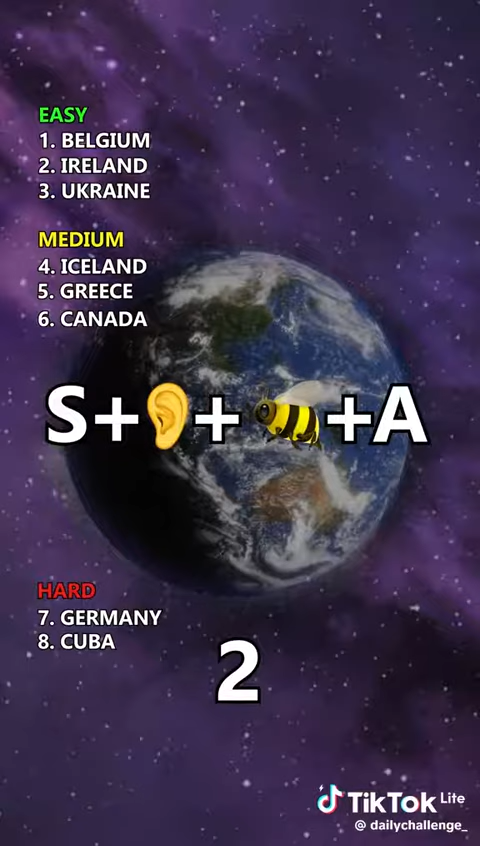 EASY
1. BELGIUM
2. IRELAND
3. UKRAINE
MEDIUM
4. ICELAND
5. GREECE
6. CANADA
S+👂+🐝+A
HARD
7. GERMANY
8. CUBA
2
TikTok Lite
@ dailychallenge_